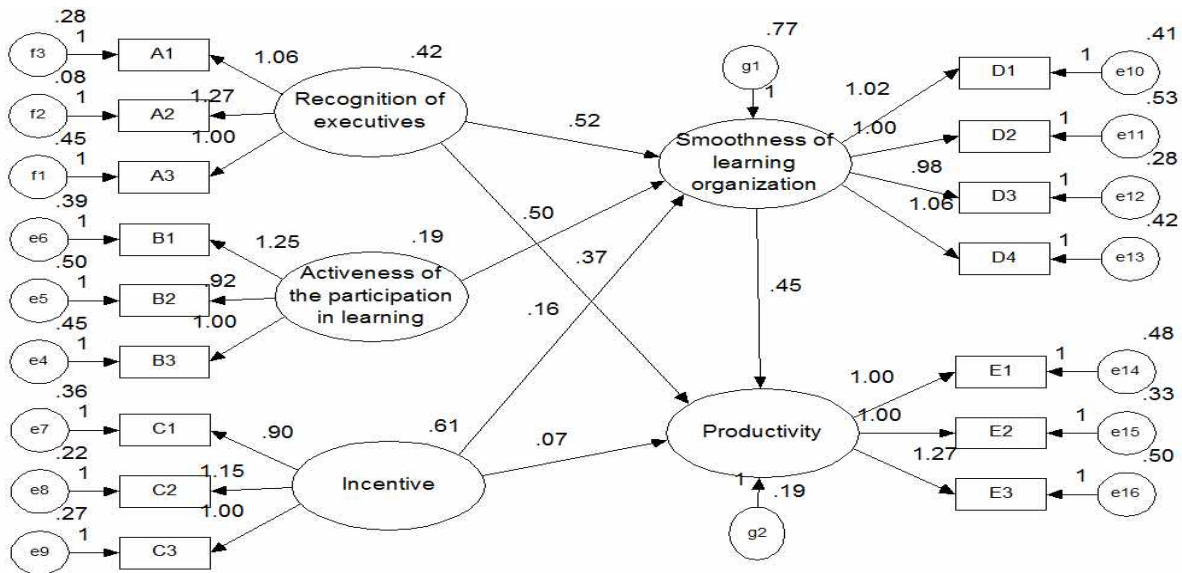 .28
f3
1
A1
1.06
.42
.08
f2
1
A2
1.27
Recognition of
executives
.45
f1
1
A3
1.00
.39
e6
1
B1
1.25
.19
.50
e5
1
B2
.92
Activeness of
the participation
in learning
.45
e4
1
B3
1.00
.36
e7
1
C1
.90
.61
.22
e8
1
C2
1.15
Incentive
.27
e9
1
C3
1.00
.52
.50
.37
.16
.07
.45
.77
g1
1
Smoothness of
learning
organization
1.02
D1
1
e10
.41
1.00
D2
1
e11
.53
.98
D3
1
e12
.28
1.06
D4
1
e13
.42
Productivity
1
.19
g2
1.00
E1
1
e14
.48
1.00
E2
1
e15
.33
1.27
E3
1
e16
.50